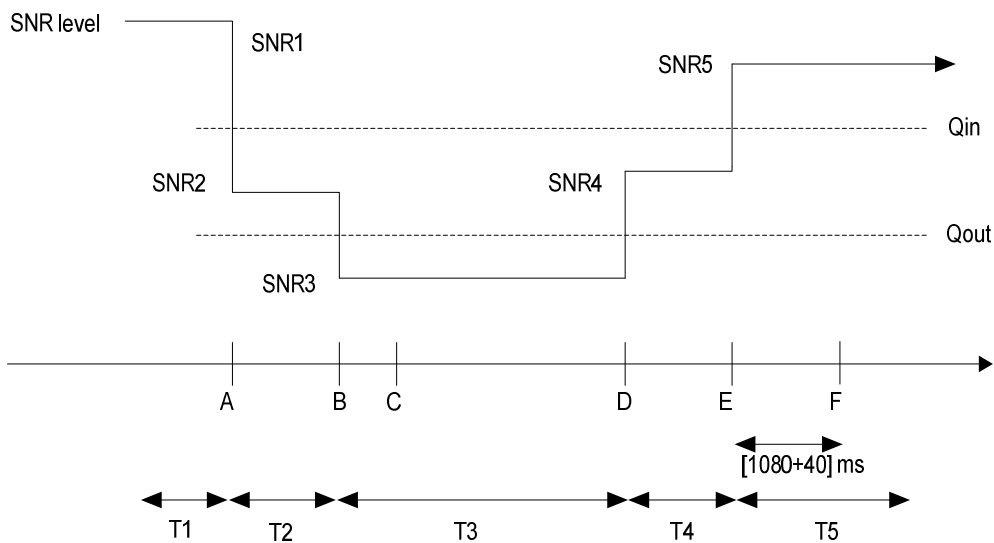 SNR level
SNR1
SNR5
Qin
SNR2
SNR4
Qout
SNR3
A
B
C
D
E
F
[1080+40] ms
T1
T2
T3
T4
T5